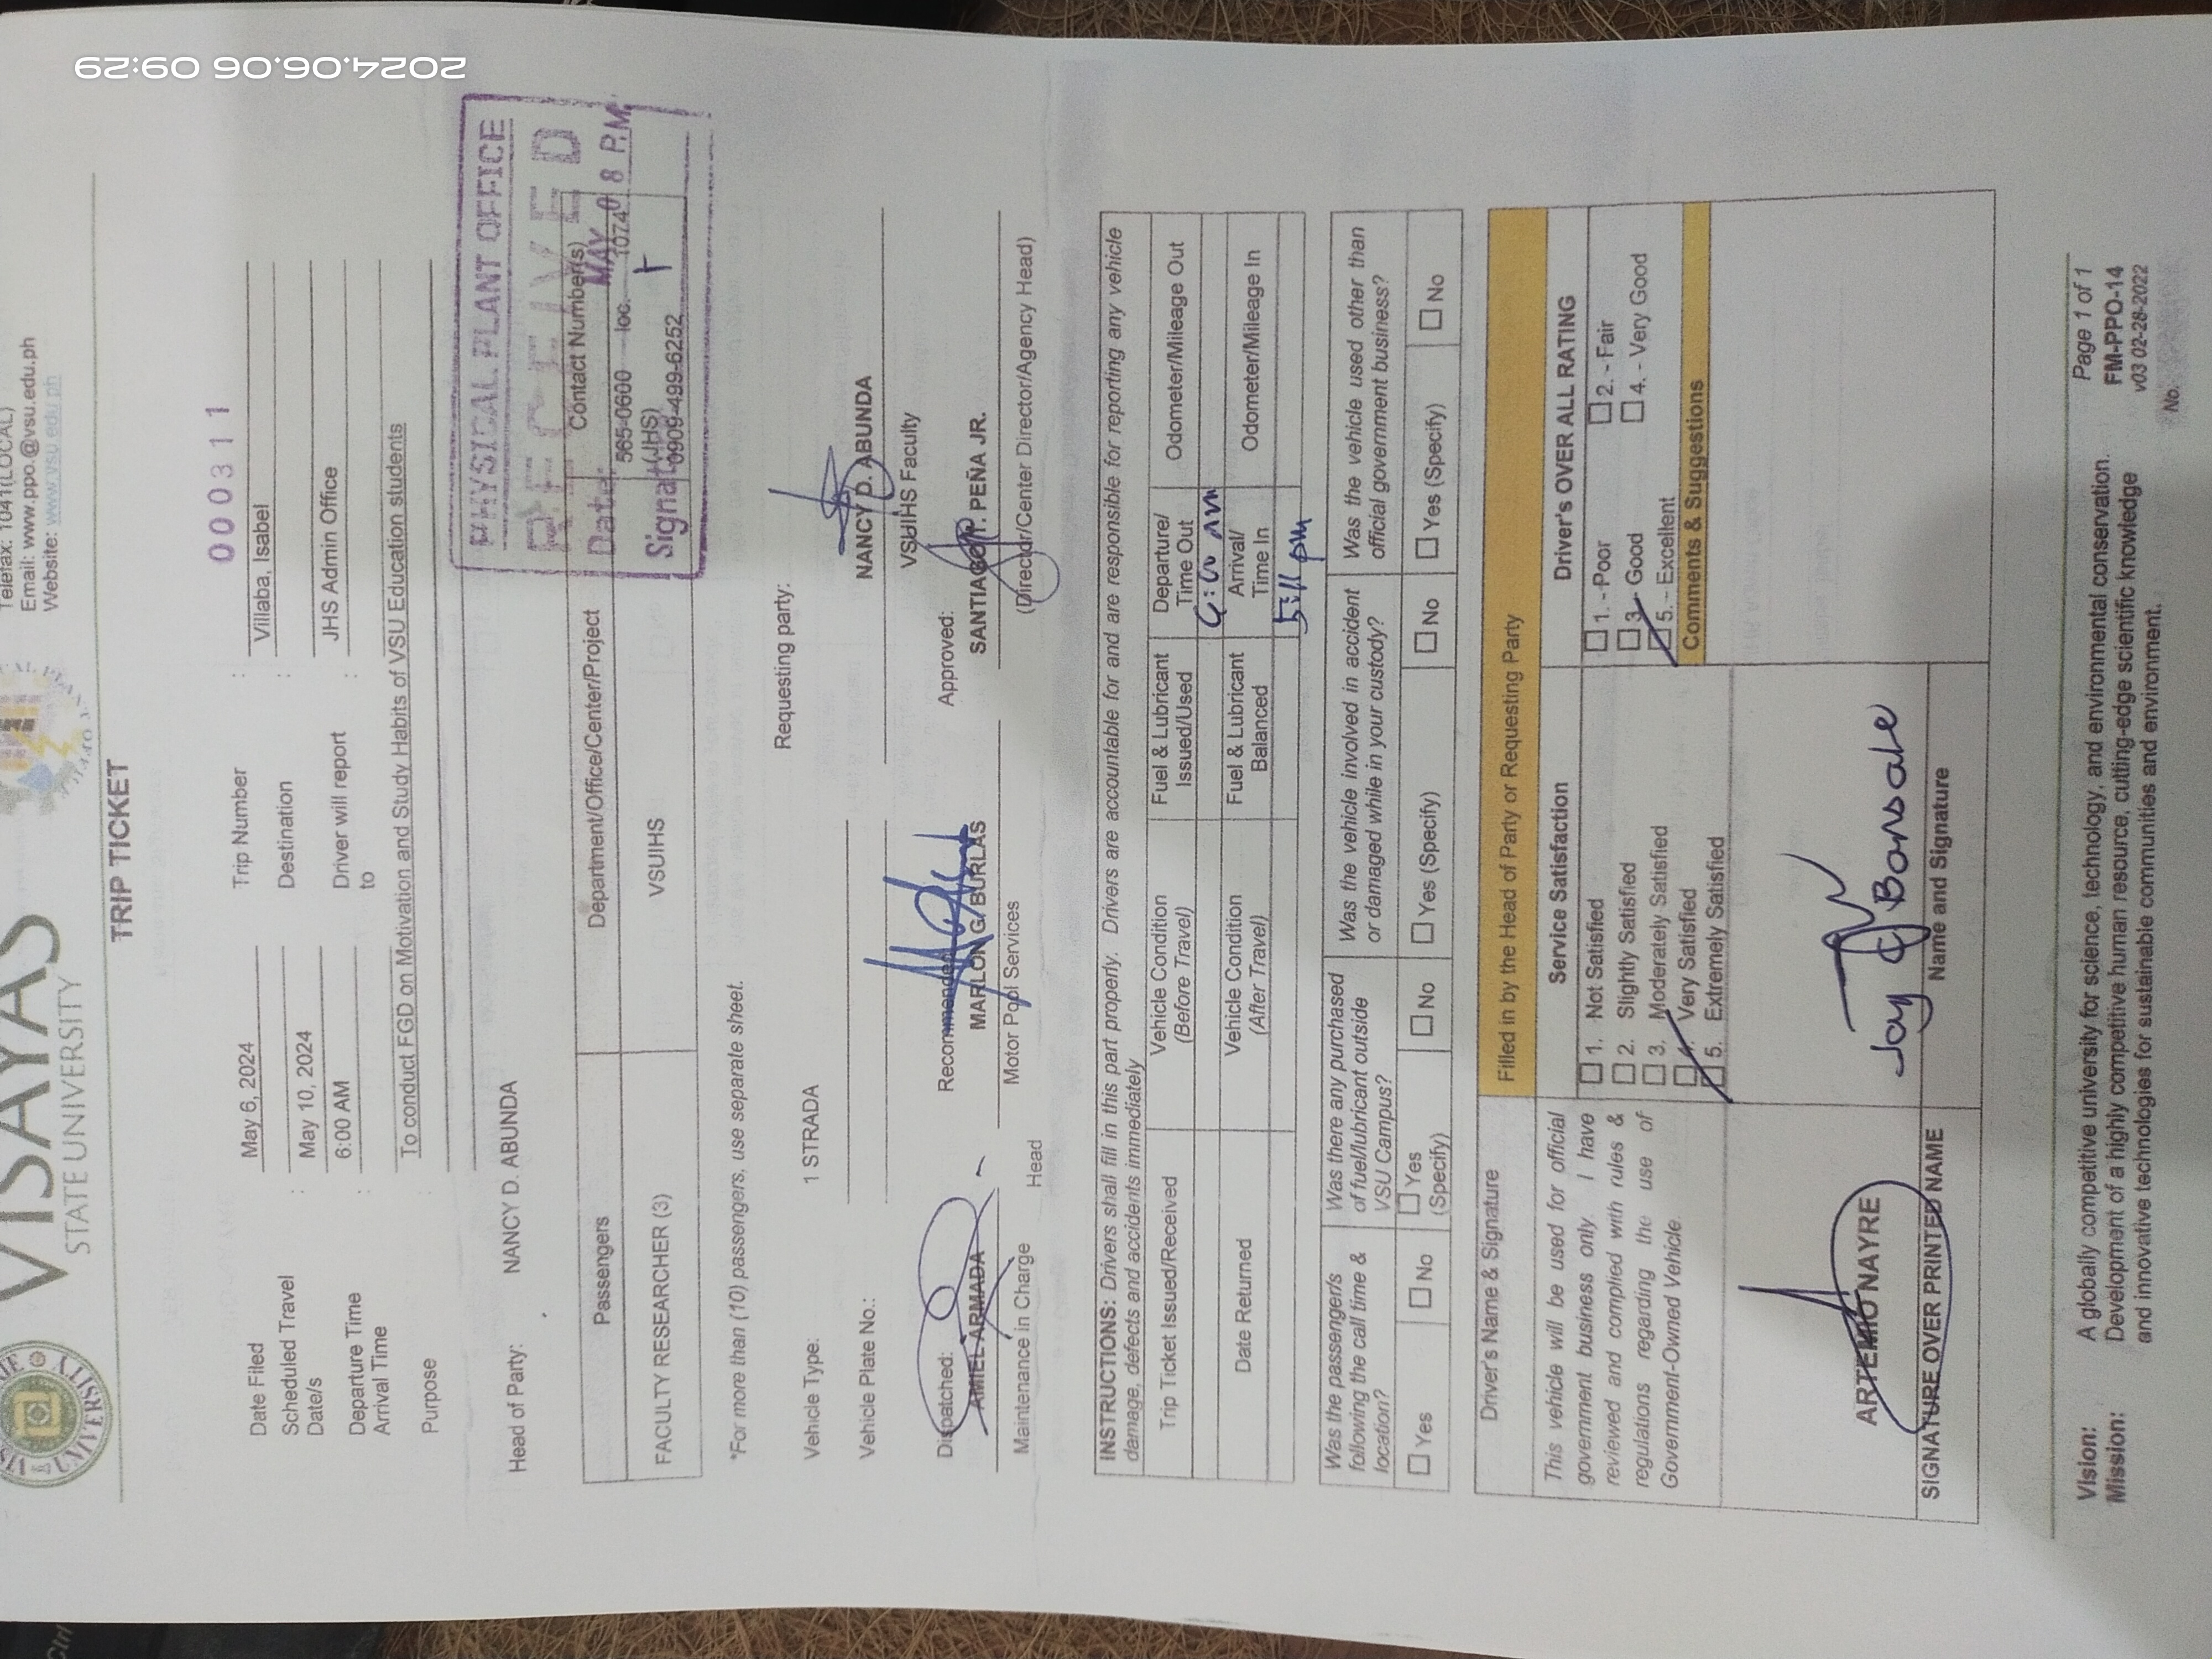 VISAYAS
STATE UNIVERSITY
Telefax: 1041(LOCAL)
Email: www.ppo.@vsu.edu.ph
Website: www.vsu.edu.ph
TRIP TICKET
000311
Date Filed : May 6, 2024 Trip Number : Villaba, Isabel
Scheduled Travel Date/s : May 10, 2024 Destination : JHS Admin Office
Departure Time : 6:00 AM Driver will report to :
Arrival Time
Purpose To conduct FGD on Motivation and Study Habits of VSU Education students
Head of Party: NANCY D. ABUNDA
PHYSICAL PLANT OFFICE
RECEIVED
Date: MAY 08 P.M.
Passengers Department/Office/Center/Project Contact Number(s)
FACULTY RESEARCHER (3) VSUIHS 565-0600 loc. 1074
(JHS)
0909-499-6252
*For more than (10) passengers, use separate sheet.
Requesting party:
Vehicle Type: 1 STRADA
Vehicle Plate No.:
NANCY D. ABUNDA
VSUIHS Faculty
Dispatched: Recommended Approved:
AMIEL ARMADA MARLON G. BURLAS SANTIAGO T. PEÑA JR.
Maintenance in Charge Head Motor Pool Services (Director/Center Director/Agency Head)
INSTRUCTIONS: Drivers shall fill in this part properly. Drivers are accountable for and are responsible for reporting any vehicle
damage, defects and accidents immediately
Trip Ticket Issued/Received Vehicle Condition (Before Travel) Fuel & Lubricant Issued/Used Departure/ Time Out Odometer/Mileage Out
Date Returned Vehicle Condition (After Travel) Fuel & Lubricant Balanced Arrival/ Time In Odometer/Mileage In
Was the passenger/s following the call time & location?
☐ Yes ☐ No
Was there any purchased of fuel/lubricant outside VSU Campus?
☐ Yes (Specify) ☐ No
Was the vehicle involved in accident or damaged while in your custody?
☐ Yes (Specify) ☐ No
Was the vehicle used other than official government business?
☐ Yes (Specify) ☐ No
Driver's Name & Signature
This vehicle will be used for official
government business only. I have
reviewed and complied with rules &
regulations regarding the use of
Government-Owned Vehicle.
ARTEMIO NAYRE
SIGNATURE OVER PRINTED NAME
Filled in by the Head of Party or Requesting Party
Service Satisfaction
☐ 1. Not Satisfied
☐ 2. Slightly Satisfied
☐ 3. Moderately Satisfied
☐ 4. Very Satisfied
☐ 5. Extremely Satisfied
Joy G Bonsale
Name and Signature
Driver's OVER ALL RATING
☐ 1. -Poor ☐ 2. - Fair
☐ 3 - Good ☐ 4. - Very Good
☐ 5. - Excellent
Comments & Suggestions
Vision: A globally competitive university for science, technology, and environmental conservation.
Mission: Development of a highly competitive human resource, cutting-edge scientific knowledge
and innovative technologies for sustainable communities and environment.
Page 1 of 1
FM-PPO-14
v03 02-28-2022
No.
2024.06.06 09:29